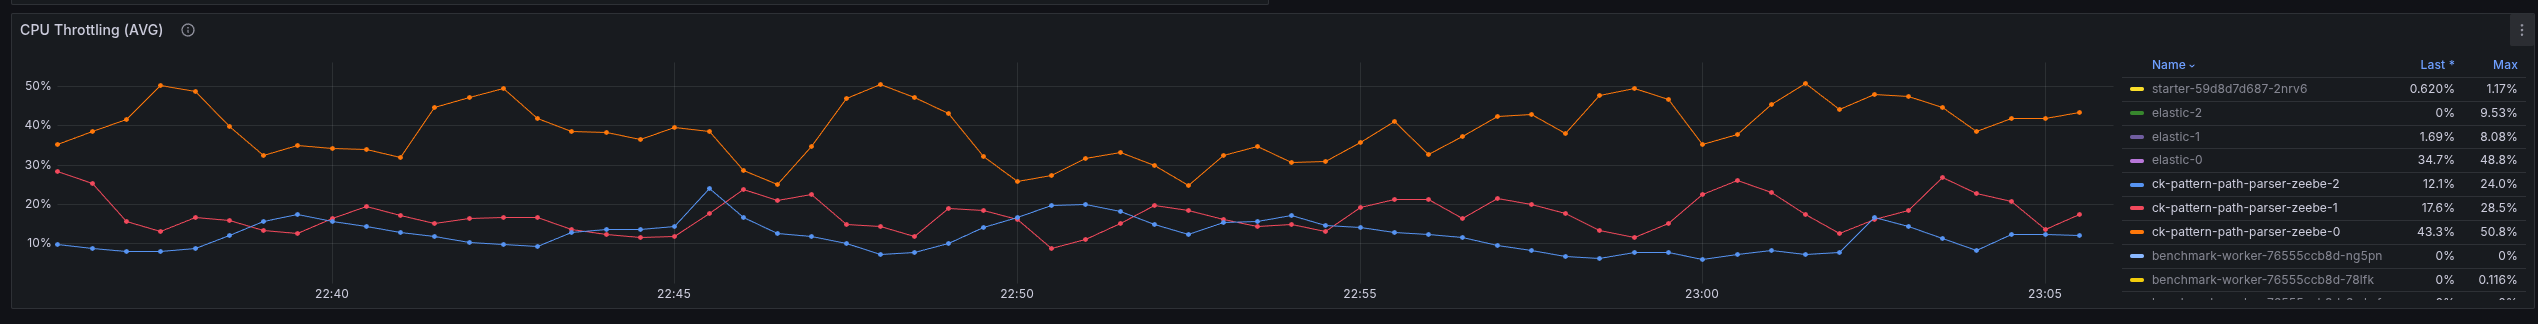 CPU Throttling (AVG)
50%
40%
30%
20%
10%
22:40 22:45 22:50 22:55 23:00 23:05
Name Last * Max
starter-59d8d7d687-2nrv6 0.620% 1.17%
elastic-2 0% 9.53%
elastic-1 1.69% 8.08%
elastic-0 34.7% 48.8%
ck-pattern-path-parser-zeebe-2 12.1% 24.0%
ck-pattern-path-parser-zeebe-1 17.6% 28.5%
ck-pattern-path-parser-zeebe-0 43.3% 50.8%
benchmark-worker-76555ccb8d-ng5pn 0% 0%
benchmark-worker-76555ccb8d-78lfk 0% 0.116%